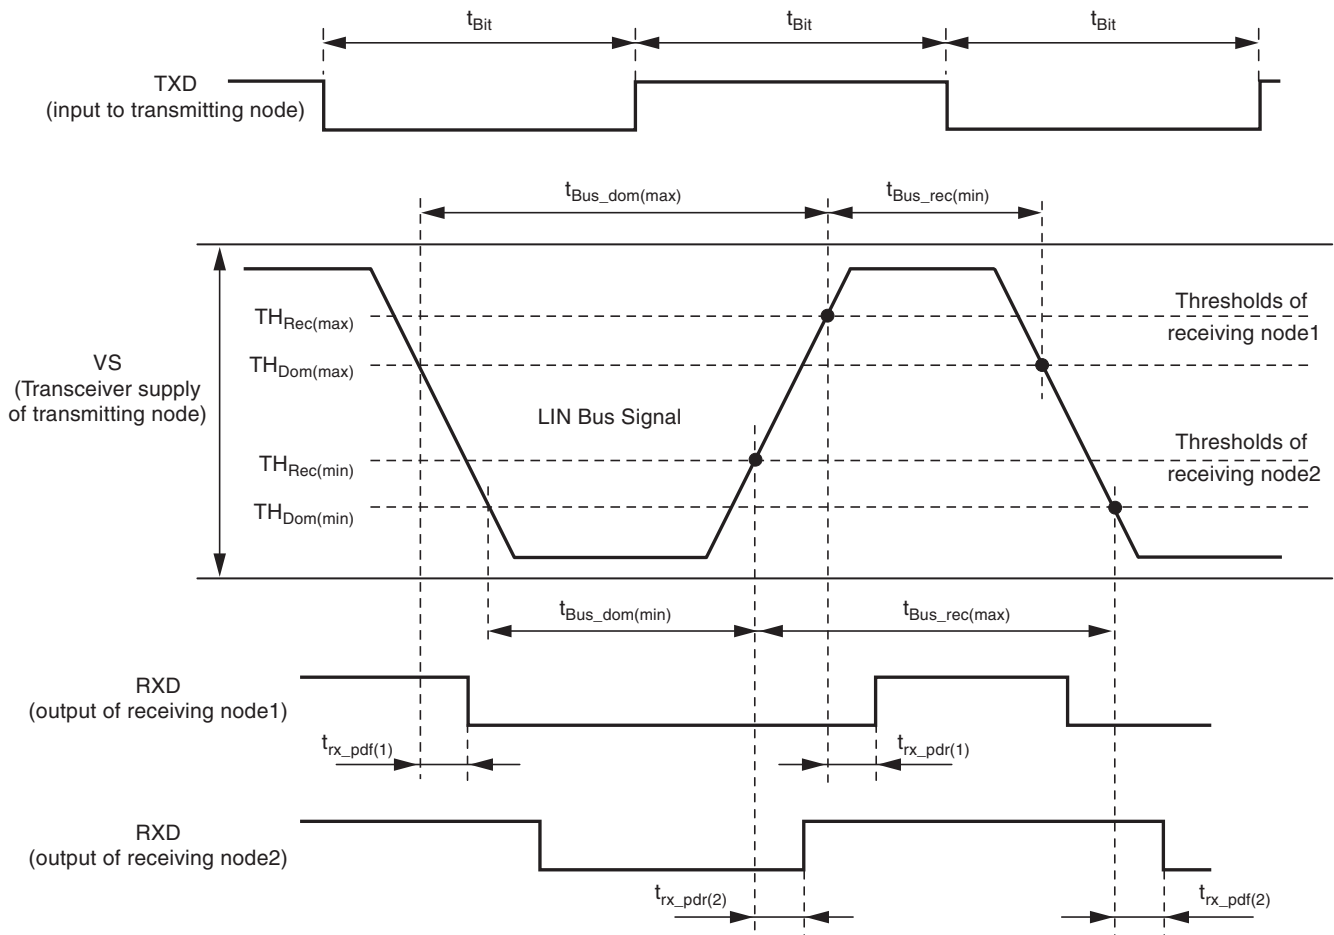 tBit
tBit
tBit
TXD
(input to transmitting node)
tBus_dom(max)
tBus_rec(min)
THRec(max)
Thresholds of
receiving node1
VS
(Transceiver supply
of transmitting node)
THDom(max)
LIN Bus Signal
THRec(min)
Thresholds of
receiving node2
THDom(min)
tBus_dom(min)
tBus_rec(max)
RXD
(output of receiving node1)
trx_pdf(1)
trx_pdr(1)
RXD
(output of receiving node2)
trx_pdr(2)
trx_pdf(2)